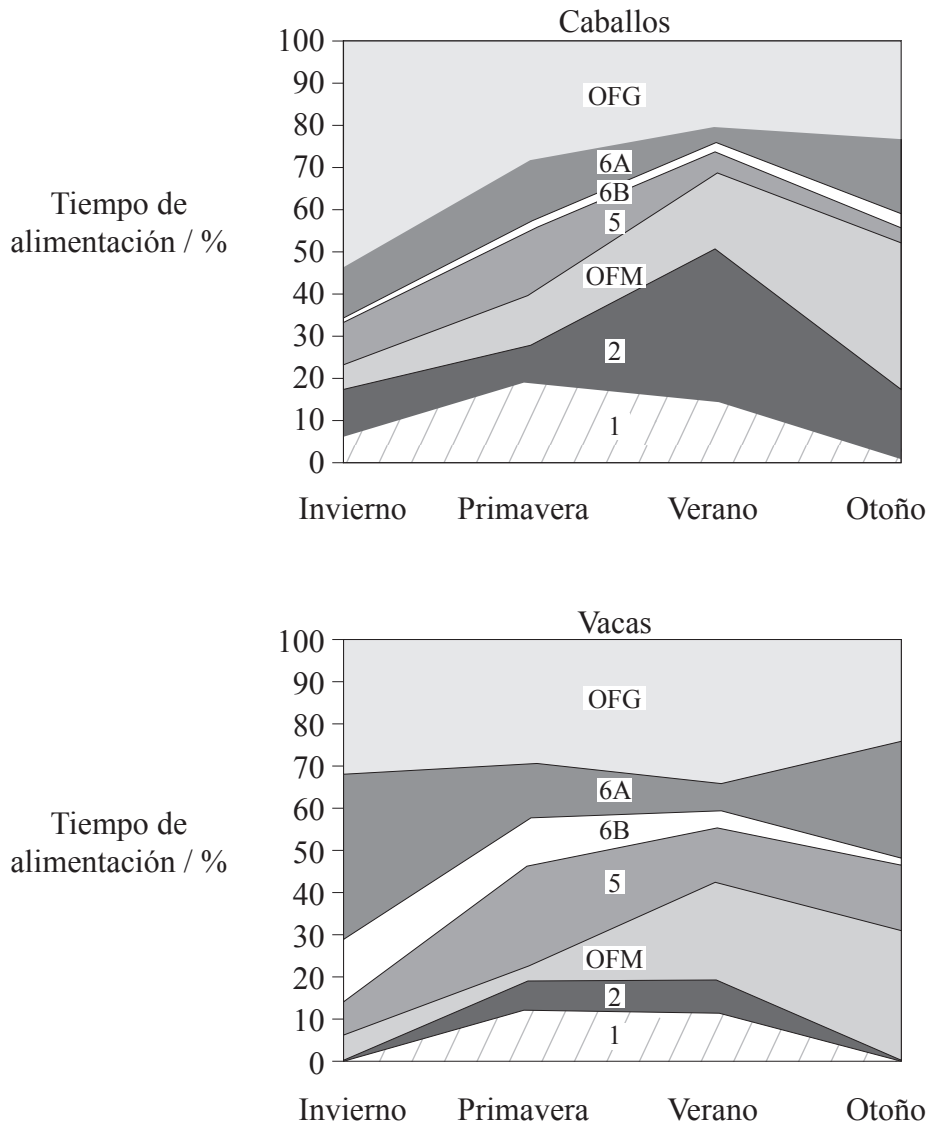 Caballos
100
90
80
70
60
50
40
30
20
10
0
Tiempo de
alimentación / %
OFG
6A
6B
5
OFM
2
1
Invierno Primavera Verano Otoño
Vacas
100
90
80
70
60
50
40
30
20
10
0
Tiempo de
alimentación / %
OFG
6A
6B
5
OFM
2
1
Invierno Primavera Verano Otoño